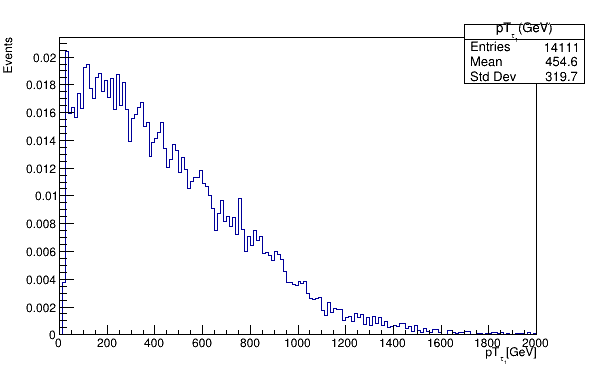 pT_τ₁(GeV)
Entries 14111
Mean 454.6
Std Dev 319.7
Events
0.02
0.018
0.016
0.014
0.012
0.01
0.008
0.006
0.004
0.002
0
0 200 400 600 800 1000 1200 1400 1600 1800 2000
pT_τ₁[GeV]